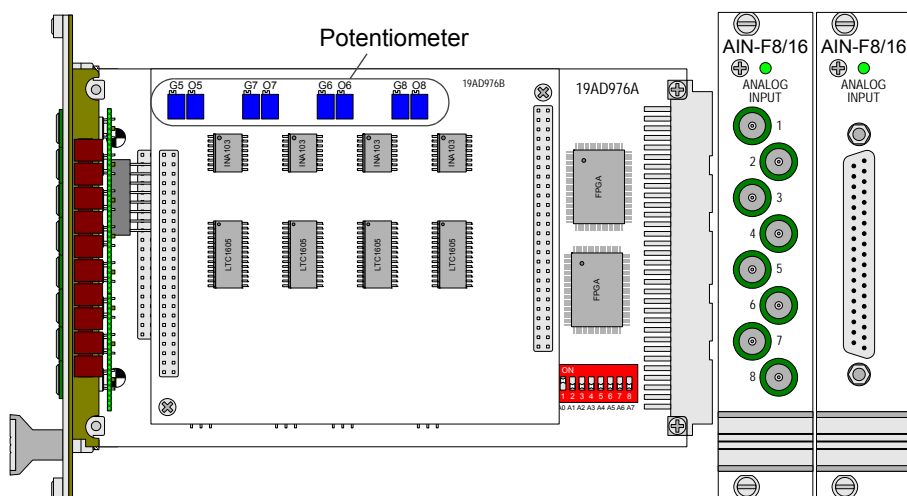 Potentiometer
G5 O5 G7 O7 G6 O6 G8 O8
19AD976B
19AD976A
INA103 INA103 INA103 INA103
LTC1605 LTC1605 LTC1605 LTC1605
FPGA
FPGA
ON
1 2 3 4 5 6 7 8
A0 A1 A2 A3 A4 A5 A6 A7
AIN-F8/16
ANALOG
INPUT
1
2
3
4
5
6
7
8
AIN-F8/16
ANALOG
INPUT